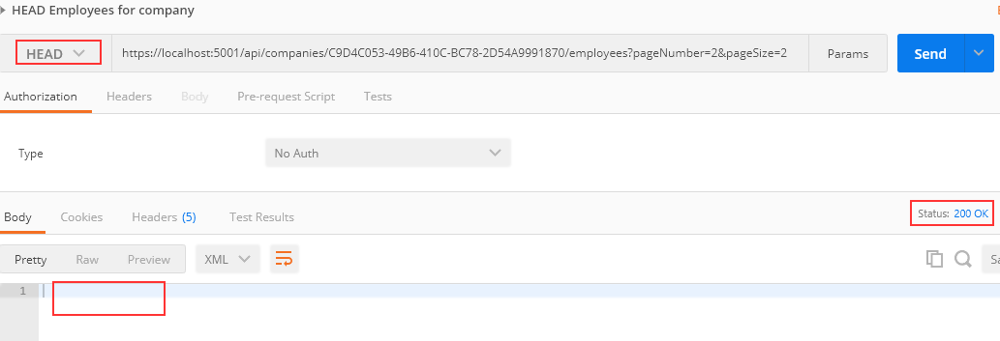 HEAD Employees for company
HEAD https://localhost:5001/api/companies/C9D4C053-49B6-410C-BC78-2D54A9991870/employees?pageNumber=2&pageSize=2 Params Send
Authorization Headers Body Pre-request Script Tests
Type No Auth
Body Cookies Headers (5) Test Results Status: 200 OK
Pretty Raw Preview XML
1